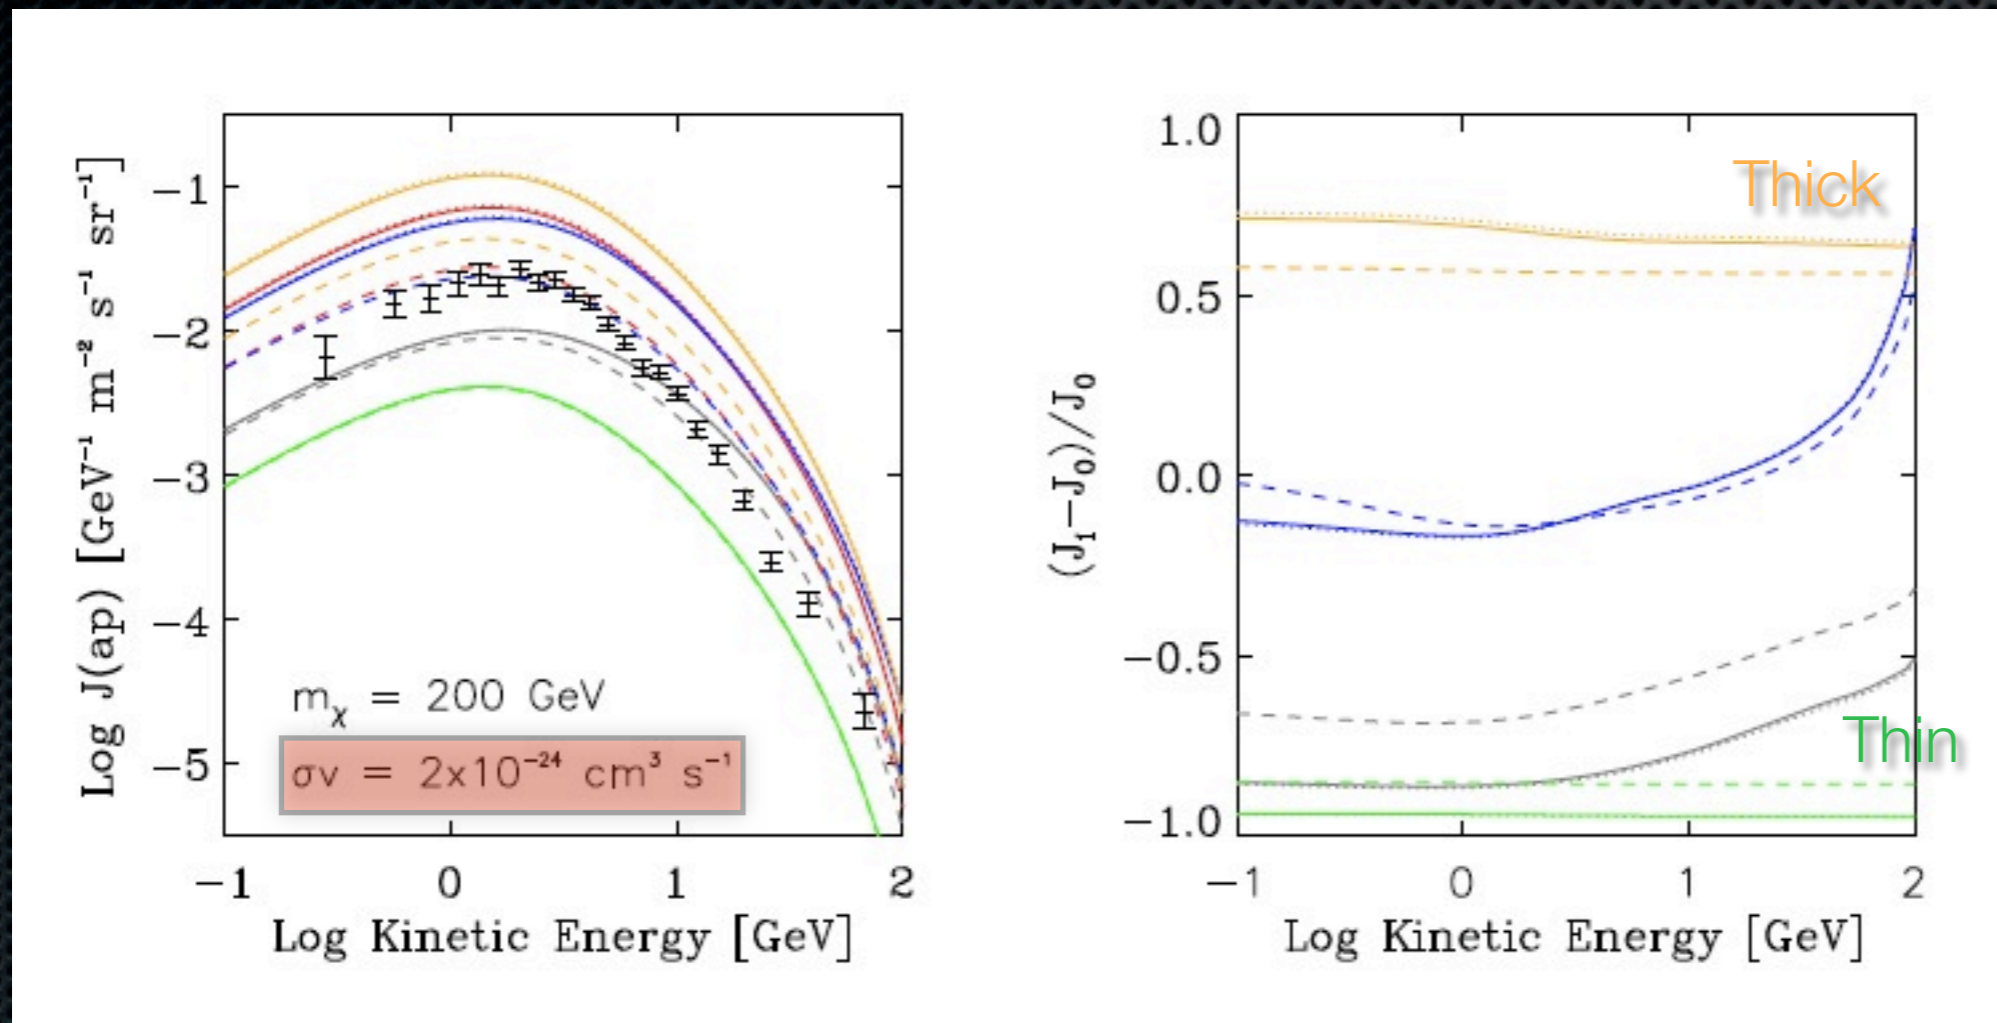 Log J(ap) [GeV⁻¹ m⁻² s⁻¹ sr⁻¹]
−1
−2
−3
−4
−5
mχ = 200 GeV
σv = 2x10⁻²⁴ cm³ s⁻¹
−1 0 1 2
Log Kinetic Energy [GeV]
(J₁−J₀)/J₀
1.0
0.5
0.0
−0.5
−1.0
Thick
Thin
−1 0 1 2
Log Kinetic Energy [GeV]